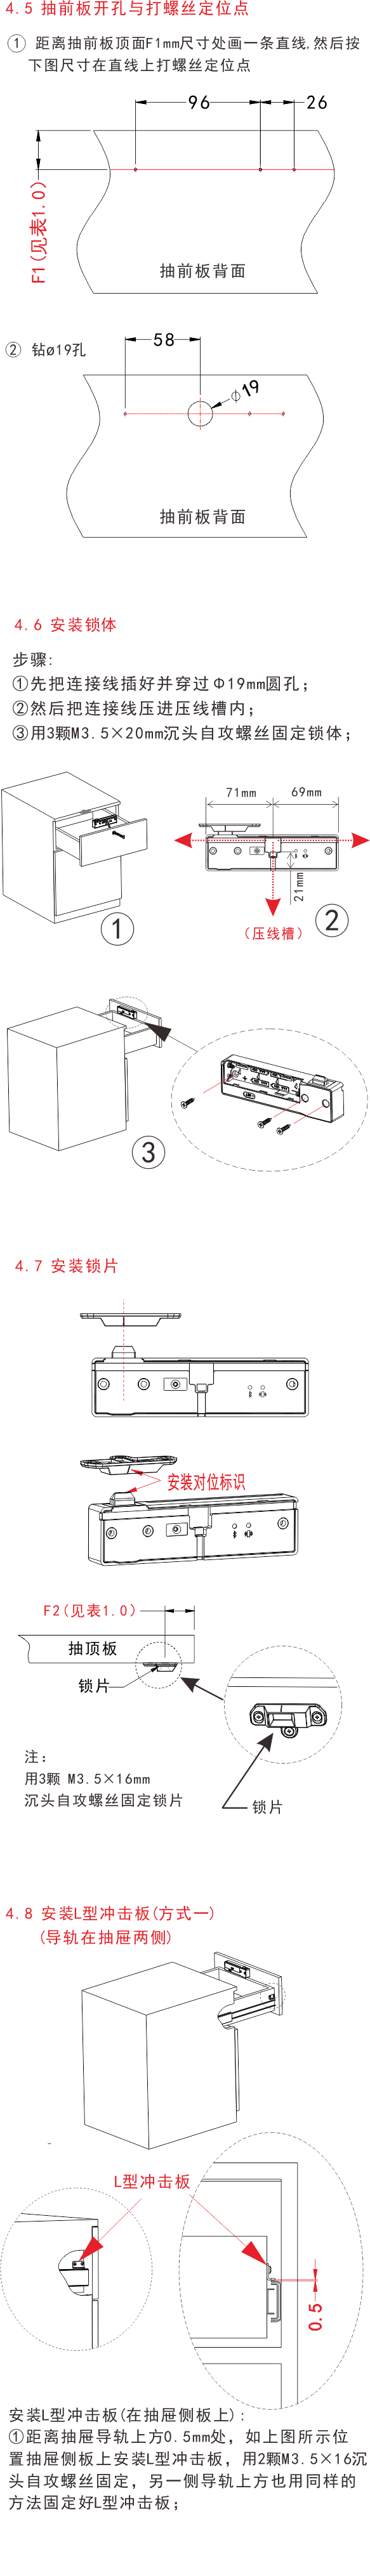 4.5 抽前板开孔与打螺丝定位点
① 距离抽前板顶面F1mm尺寸处画一条直线,然后按
下图尺寸在直线上打螺丝定位点
96
26
F1(见表1.0)
抽前板背面
② 钻ø19孔
58
Φ19
抽前板背面
4.6 安装锁体
步骤:
①先把连接线插好并穿过Φ19mm圆孔；
②然后把连接线压进压线槽内；
③用3颗M3.5×20mm沉头自攻螺丝固定锁体；
71mm
69mm
21mm
(压线槽)
1
2
3
4.7 安装锁片
安装对位标识
F2(见表1.0)
抽顶板
锁片
注：
用3颗 M3.5×16mm
沉头自攻螺丝固定锁片
锁片
4.8 安装L型冲击板(方式一)
(导轨在抽屉两侧)
L型冲击板
0.5
安装L型冲击板(在抽屉侧板上)：
①距离抽屉导轨上方0.5mm处，如上图所示位
置抽屉侧板上安装L型冲击板，用2颗M3.5×16沉
头自攻螺丝固定，另一侧导轨上方也用同样的
方法固定好L型冲击板；